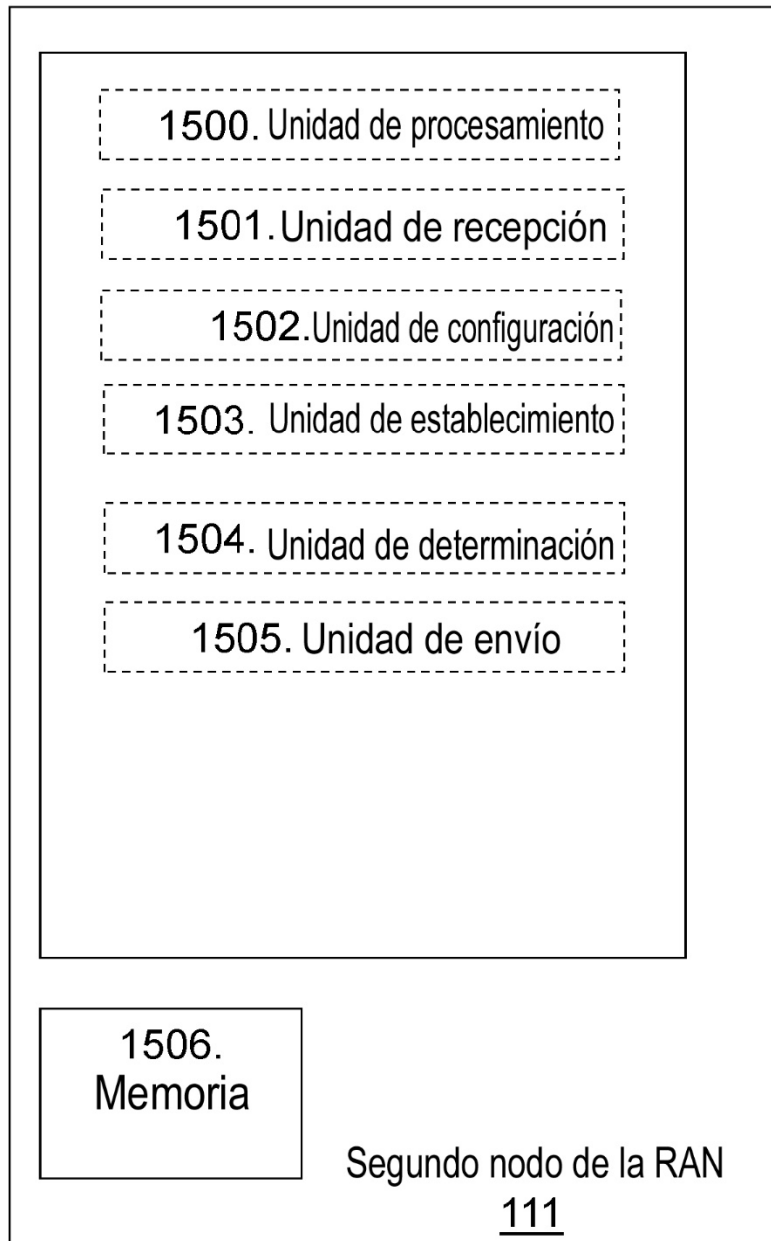 1500. Unidad de procesamiento
1501. Unidad de recepción
1502. Unidad de configuración
1503. Unidad de establecimiento
1504. Unidad de determinación
1505. Unidad de envío
1506.
Memoria
Segundo nodo de la RAN
111